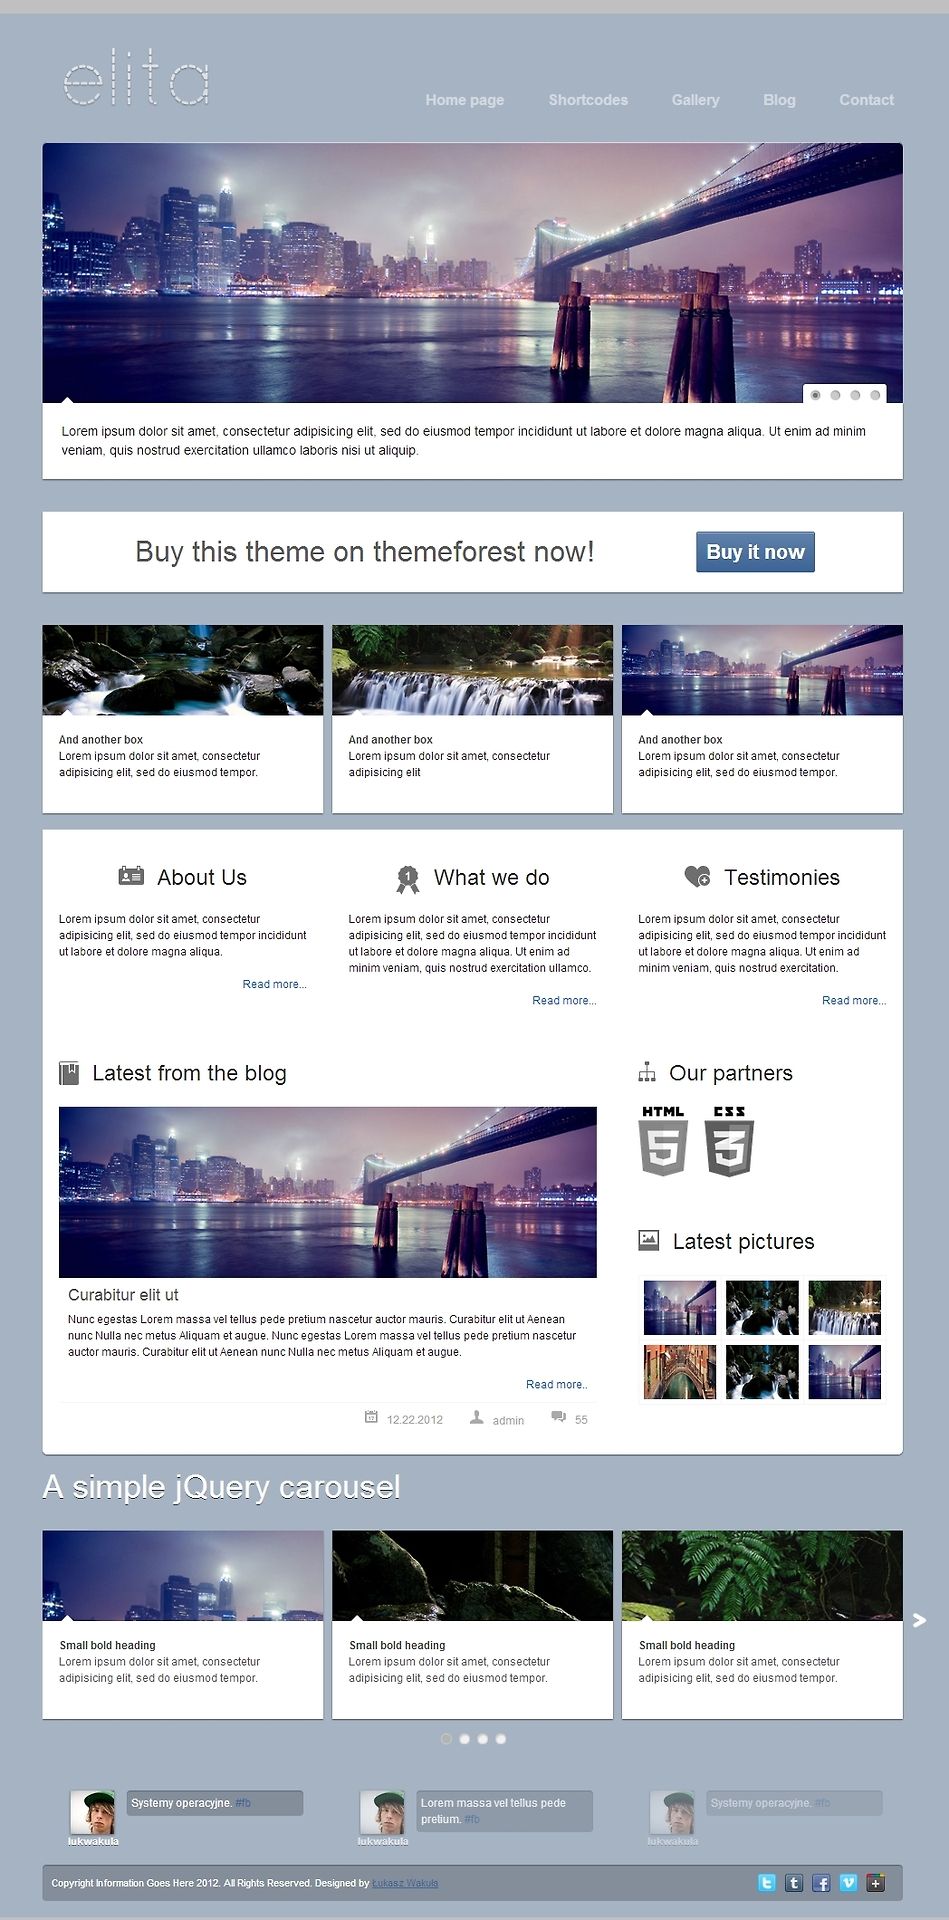 elita
Home page Shortcodes Gallery Blog Contact
Lorem ipsum dolor sit amet, consectetur adipisicing elit, sed do eiusmod tempor incididunt ut labore et dolore magna aliqua. Ut enim ad minim
veniam, quis nostrud exercitation ullamco laboris nisi ut aliquip.
Buy this theme on themeforest now!
Buy it now
And another box
Lorem ipsum dolor sit amet, consectetur
adipisicing elit, sed do eiusmod tempor.
And another box
Lorem ipsum dolor sit amet, consectetur
adipisicing elit
And another box
Lorem ipsum dolor sit amet, consectetur
adipisicing elit, sed do eiusmod tempor.
About Us
Lorem ipsum dolor sit amet, consectetur
adipisicing elit, sed do eiusmod tempor incididunt
ut labore et dolore magna aliqua.
Read more...
1
What we do
Lorem ipsum dolor sit amet, consectetur
adipisicing elit, sed do eiusmod tempor incididunt
ut labore et dolore magna aliqua. Ut enim ad
minim veniam, quis nostrud exercitation ullamco.
Read more...
Testimonies
Lorem ipsum dolor sit amet, consectetur
adipisicing elit, sed do eiusmod tempor incididunt
ut labore et dolore magna aliqua. Ut enim ad
minim veniam, quis nostrud exercitation.
Read more...
Latest from the blog
Curabitur elit ut
Nunc egestas Lorem massa vel tellus pede pretium nascetur auctor mauris. Curabitur elit ut Aenean
nunc Nulla nec metus Aliquam et augue. Nunc egestas Lorem massa vel tellus pede pretium nascetur
auctor mauris. Curabitur elit ut Aenean nunc Nulla nec metus Aliquam et augue.
Read more..
12.22.2012 admin 55
Our partners
HTML CSS
5 3
Latest pictures
A simple jQuery carousel
Small bold heading
Lorem ipsum dolor sit amet, consectetur
adipisicing elit, sed do eiusmod tempor.
Small bold heading
Lorem ipsum dolor sit amet, consectetur
adipisicing elit, sed do eiusmod tempor.
Small bold heading
Lorem ipsum dolor sit amet, consectetur
adipisicing elit, sed do eiusmod tempor.
Systemy operacyjne. #fb
lukwakula
Lorem massa vel tellus pede
pretium. #fb
lukwakula
Systemy operacyjne. #fb
lukwakula
Copyright Information Goes Here 2012. All Rights Reserved. Designed by Łukasz Wakuła
t t f v +